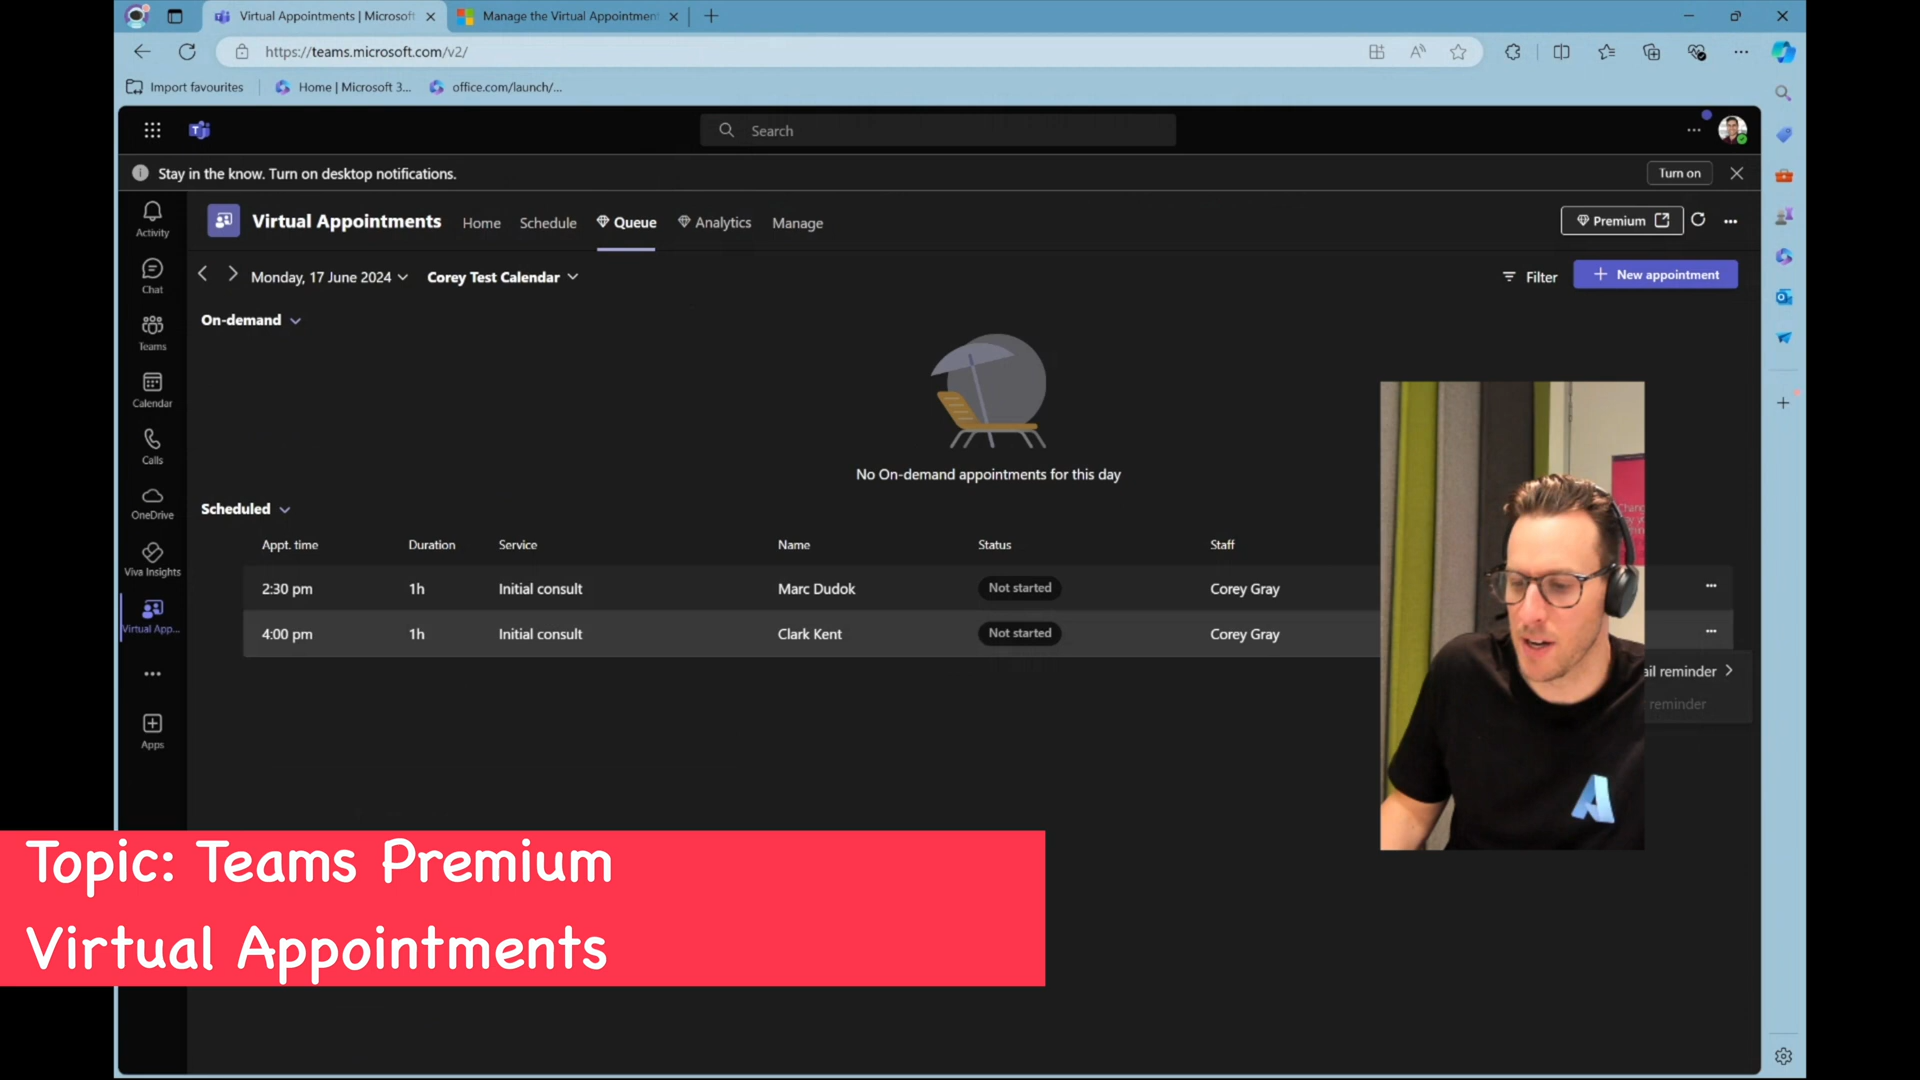 Virtual Appointments | Microsoft
Manage the Virtual Appointmen
https://teams.microsoft.com/v2/
Import favourites
Home | Microsoft 3...
office.com/launch/...
Search
Stay in the know. Turn on desktop notifications.
Turn on
Virtual Appointments Home Schedule Queue Analytics Manage
Premium
Monday, 17 June 2024
Corey Test Calendar
Filter
New appointment
Activity
Chat
Teams
Calendar
Calls
OneDrive
Viva Insights
Virtual App...
Apps
On-demand
No On-demand appointments for this day
Scheduled
Appt. time Duration Service Name Status Staff
2:30 pm 1h Initial consult Marc Dudok Not started Corey Gray
4:00 pm 1h Initial consult Clark Kent Not started Corey Gray
ail reminder
reminder
Topic: Teams Premium
Virtual Appointments